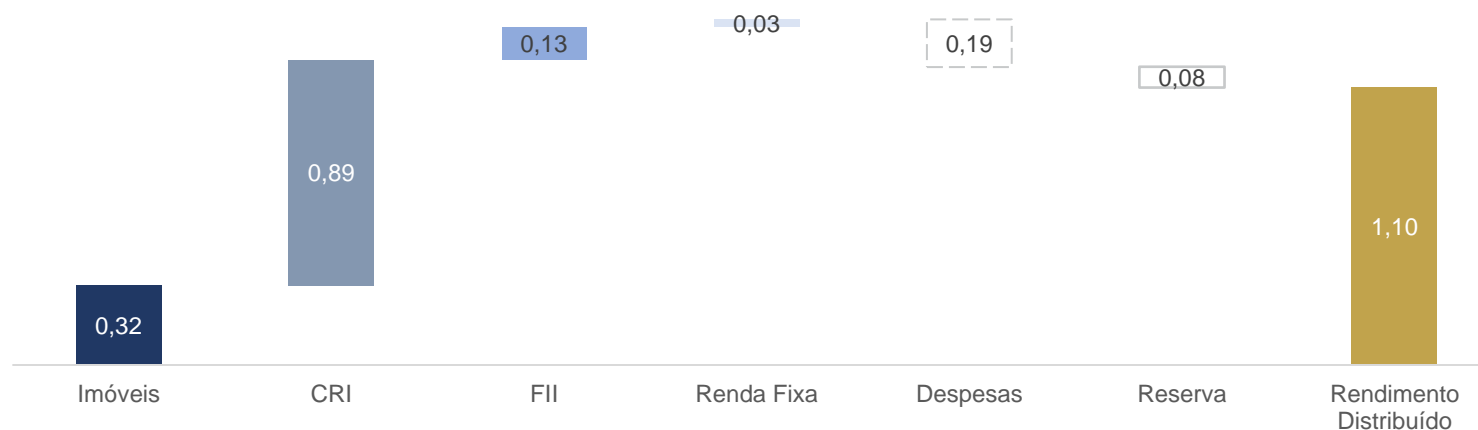 0,03
0,13
0,19
0,08
0,89
1,10
0,32
Imóveis
CRI
FII
Renda Fixa
Despesas
Reserva
Rendimento
Distribuído